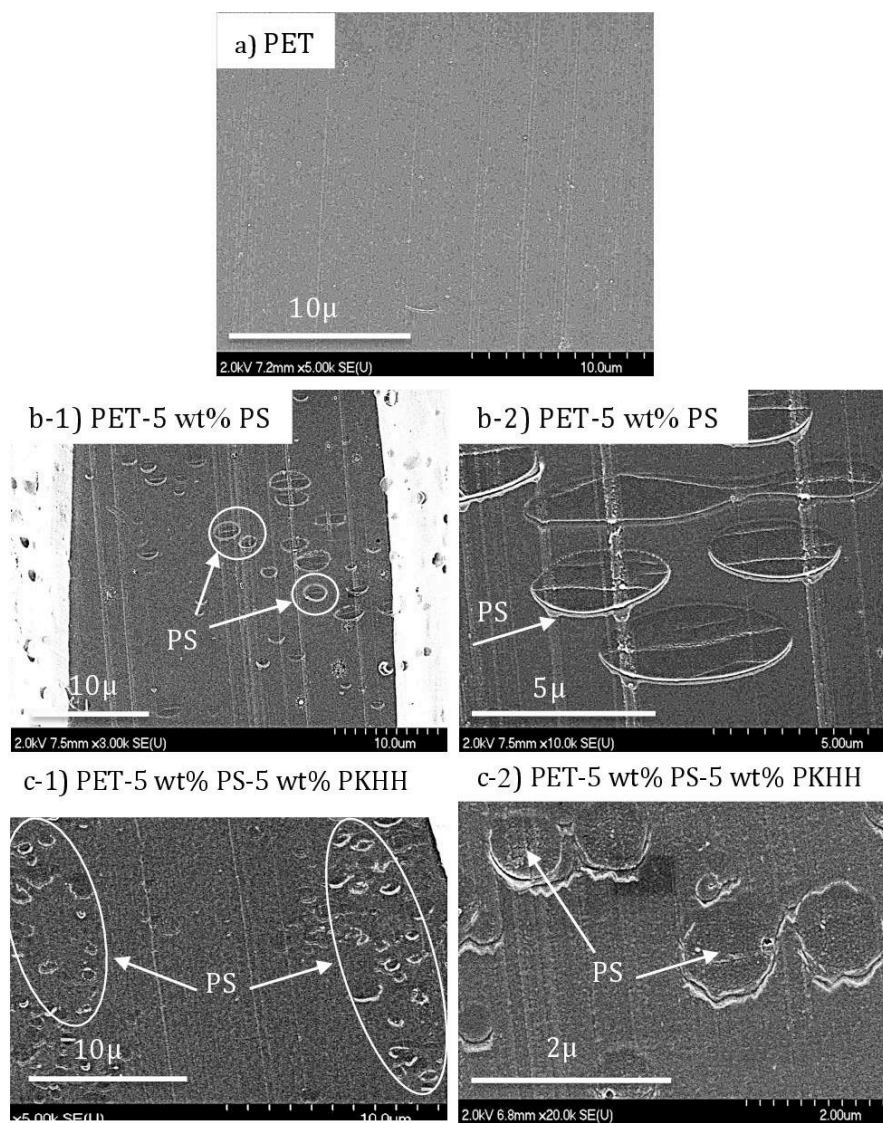 a) PET
10μ
2.0kV 7.2mm x5.00k SE(U)
10.0um
b-1) PET-5 wt% PS
PS
10μ
2.0kV 7.5mm x3.00k SE(U)
10.0um
b-2) PET-5 wt% PS
PS
5μ
2.0kV 7.5mm x10.0k SE(U)
5.00um
c-1) PET-5 wt% PS-5 wt% PKHH
PS
10μ
x5.00k SE(U)
10.0um
c-2) PET-5 wt% PS-5 wt% PKHH
PS
2μ
2.0kV 6.8mm x20.0k SE(U)
2.00um